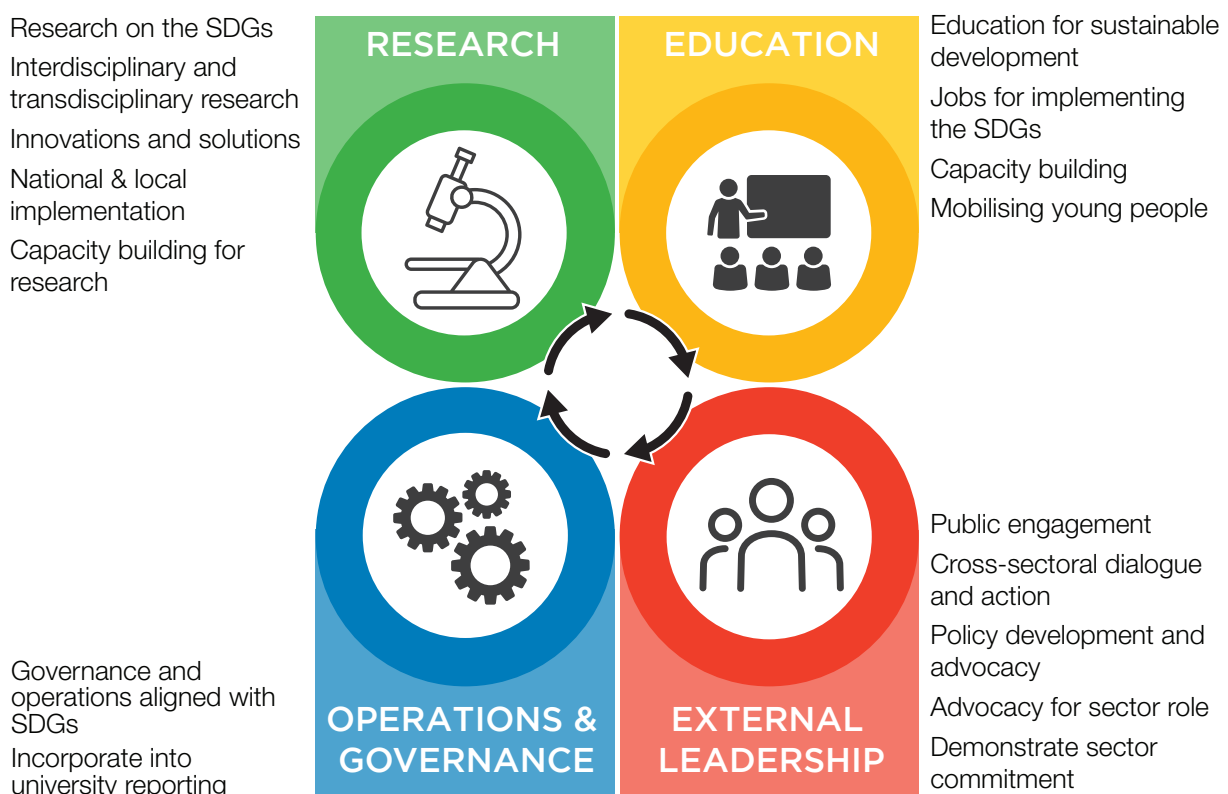 RESEARCH
Research on the SDGs
Interdisciplinary and
transdisciplinary research
Innovations and solutions
National & local
implementation
Capacity building for
research
EDUCATION
Education for sustainable
development
Jobs for implementing
the SDGs
Capacity building
Mobilising young people
Governance and
operations aligned with
SDGs
Incorporate into
university reporting
OPERATIONS &
GOVERNANCE
EXTERNAL
LEADERSHIP
Public engagement
Cross-sectoral dialogue
and action
Policy development and
advocacy
Advocacy for sector role
Demonstrate sector
commitment